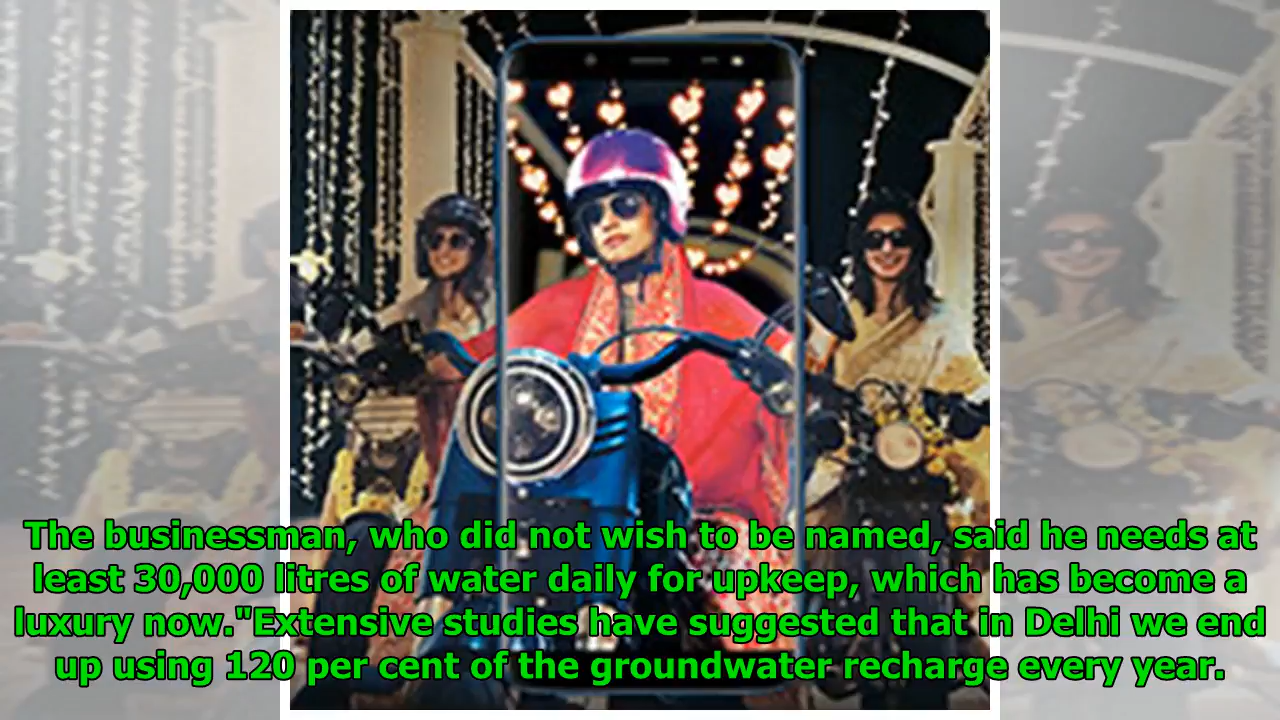 The businessman, who did not wish to be named, said he needs at
least 30,000 litres of water daily for upkeep, which has become a
luxury now."Extensive studies have suggested that in Delhi we end
up using 120 per cent of the groundwater recharge every year.